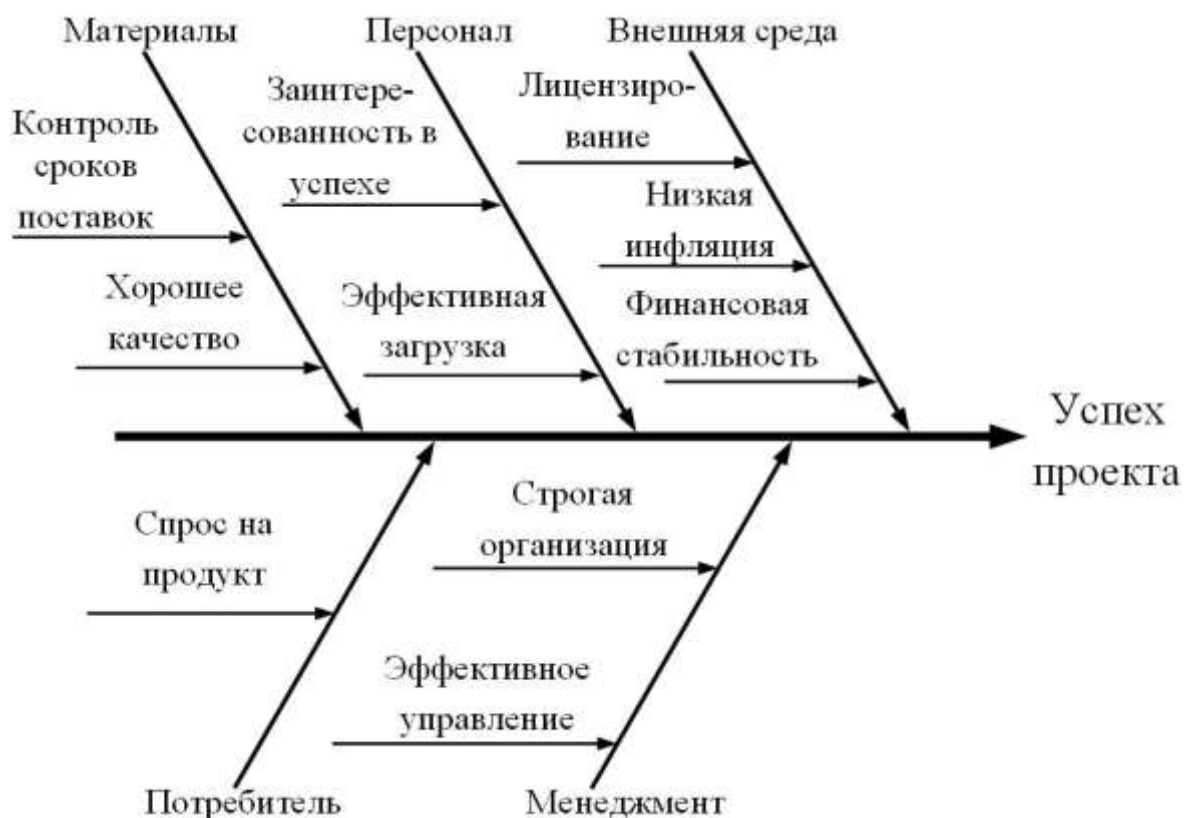 Материалы
Персонал
Внешняя среда
Контроль
сроков
поставок
Хорошее
качество
Заинтере-
сованность в
успехе
Эффективная
загрузка
Лицензиро-
вание
Низкая
инфляция
Финансовая
стабильность
Успех
проекта
Спрос на
продукт
Строгая
организация
Эффективное
управление
Потребитель
Менеджмент